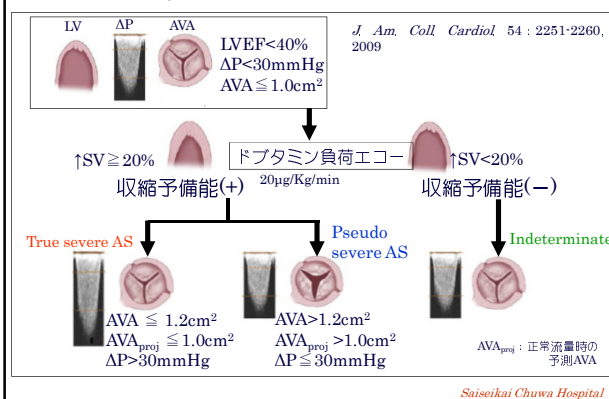 LV ΔP AVA
LVEF<40%
ΔP<30mmHg
AVA≦1.0cm²
J. Am. Coll. Cardiol. 54：2251-2260,
2009
↑SV≧20%
ドブタミン負荷エコー
↑SV<20%
収縮予備能(+)
20μg/Kg/min
収縮予備能(－)
True severe AS
Pseudo
severe AS
Indeterminate
AVA ≦ 1.2cm²
AVAproj ≦1.0cm²
ΔP>30mmHg
AVA>1.2cm²
AVAproj >1.0cm²
ΔP≦30mmHg
AVAproj：正常流量時の
予測AVA
Saiseikai Chuwa Hospital